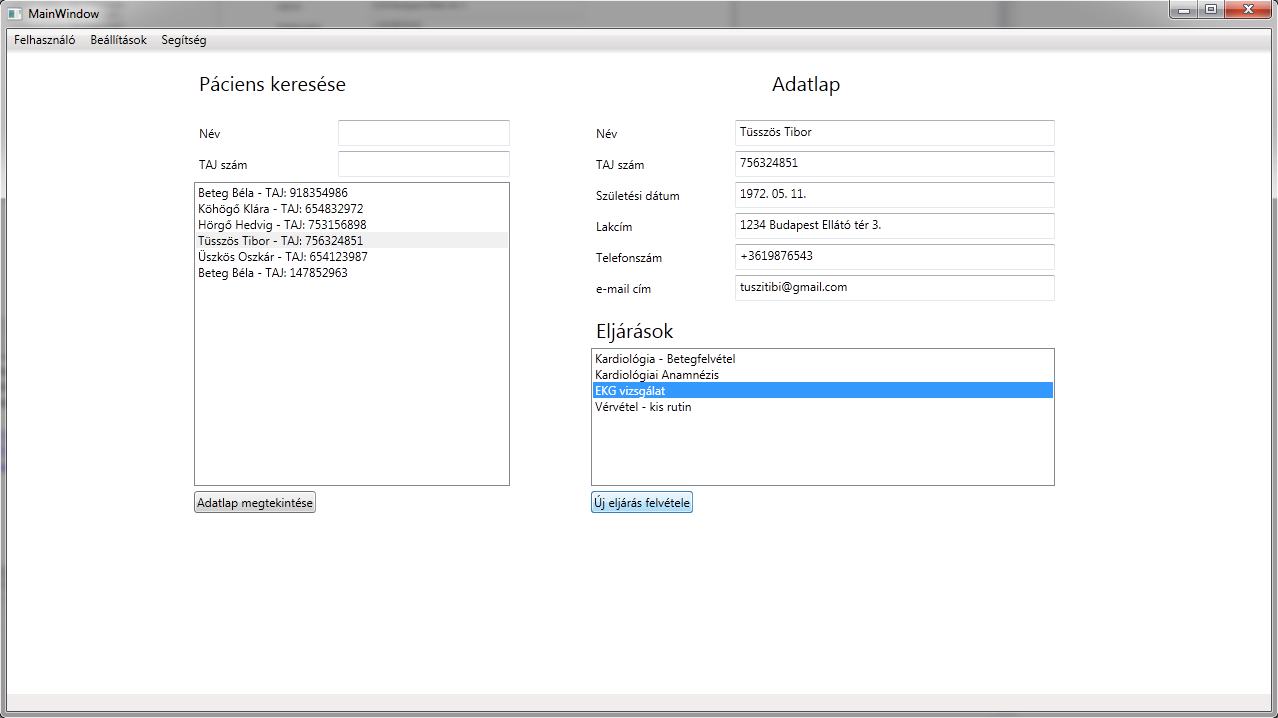 MainWindow
Felhasználó Beállítások Segítség
Páciens keresése
Név
TAJ szám
Beteg Béla - TAJ: 918354986
Köhögő Klára - TAJ: 654832972
Hörgő Hedvig - TAJ: 753156898
Tüsszös Tibor - TAJ: 756324851
Üszkös Oszkár - TAJ: 654123987
Beteg Béla - TAJ: 147852963
Adatlap megtekintése
Adatlap
Név Tüsszös Tibor
TAJ szám 756324851
Születési dátum 1972. 05. 11.
Lakcím 1234 Budapest Ellátó tér 3.
Telefonszám +3619876543
e-mail cím tuszitibi@gmail.com
Eljárások
Kardiológia - Betegfelvétel
Kardiológiai Anamnézis
EKG vizsgálat
Vérvétel - kis rutin
Új eljárás felvétele